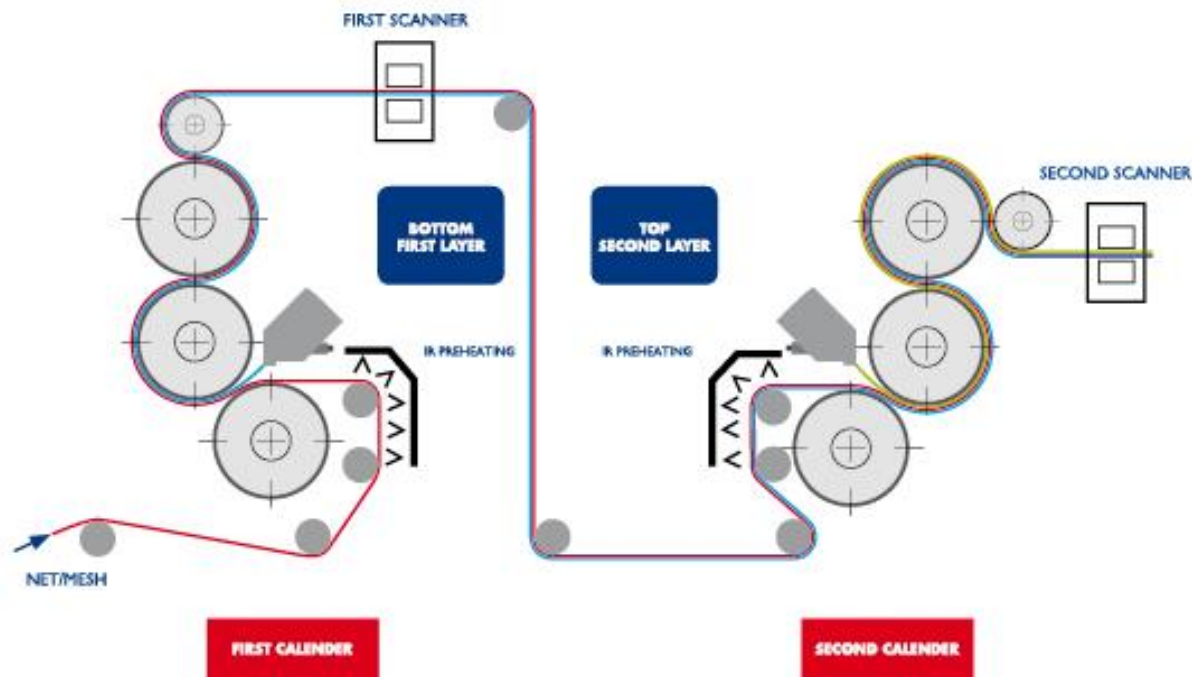 FIRST SCANNER
SECOND SCANNER
BOTTOM
FIRST LAYER
TOP
SECOND LAYER
IR PREHEATING
IR PREHEATING
NET/MESH
FIRST CALENDER
SECOND CALENDER